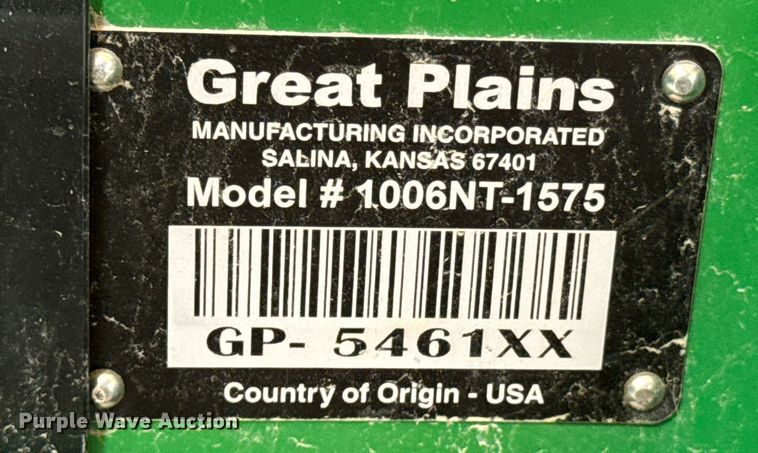 Great Plains
MANUFACTURING INCORPORATED
SALINA, KANSAS 67401
Model # 1006NT-1575
GP- 5461XX
Country of Origin - USA
Purple Wave Auction